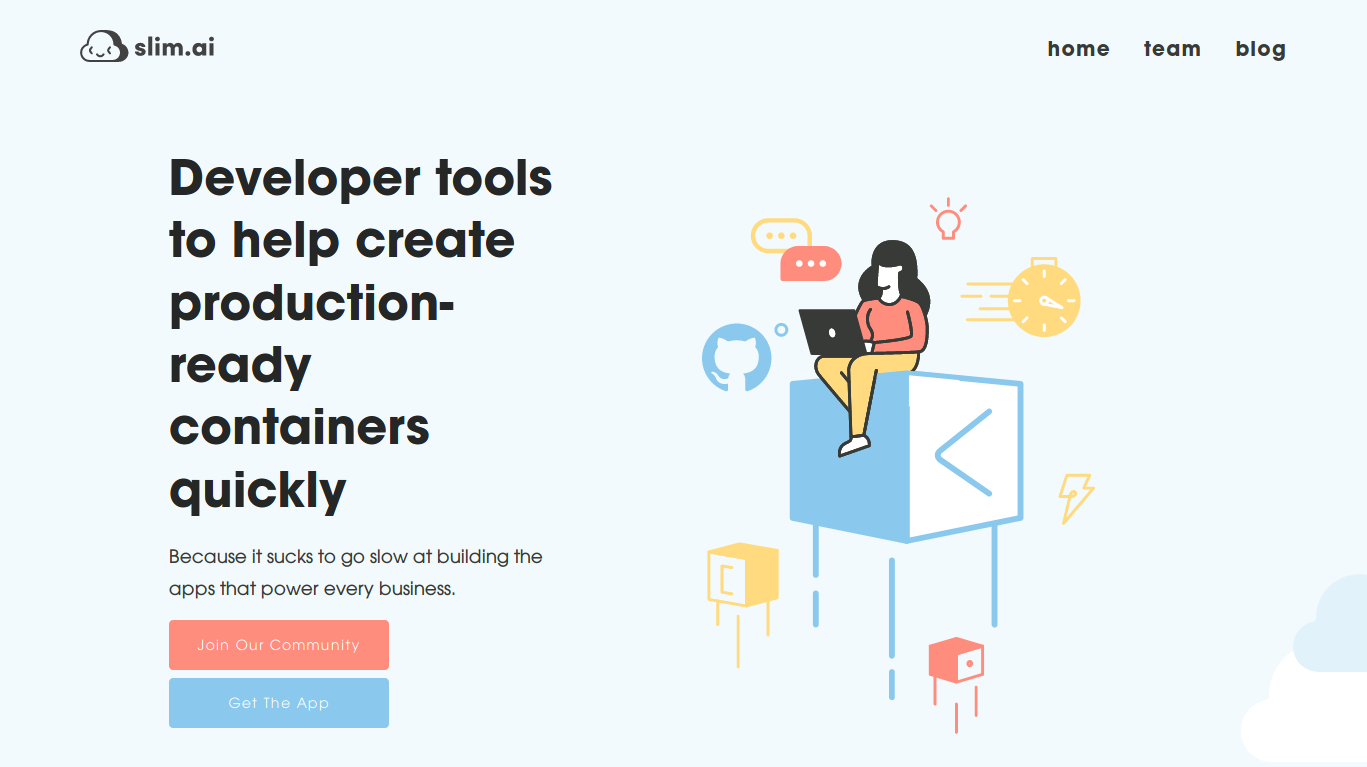 slim.ai
home team blog
Developer tools
to help create
production-
ready
containers
quickly
Because it sucks to go slow at building the
apps that power every business.
Join Our Community
Get The App